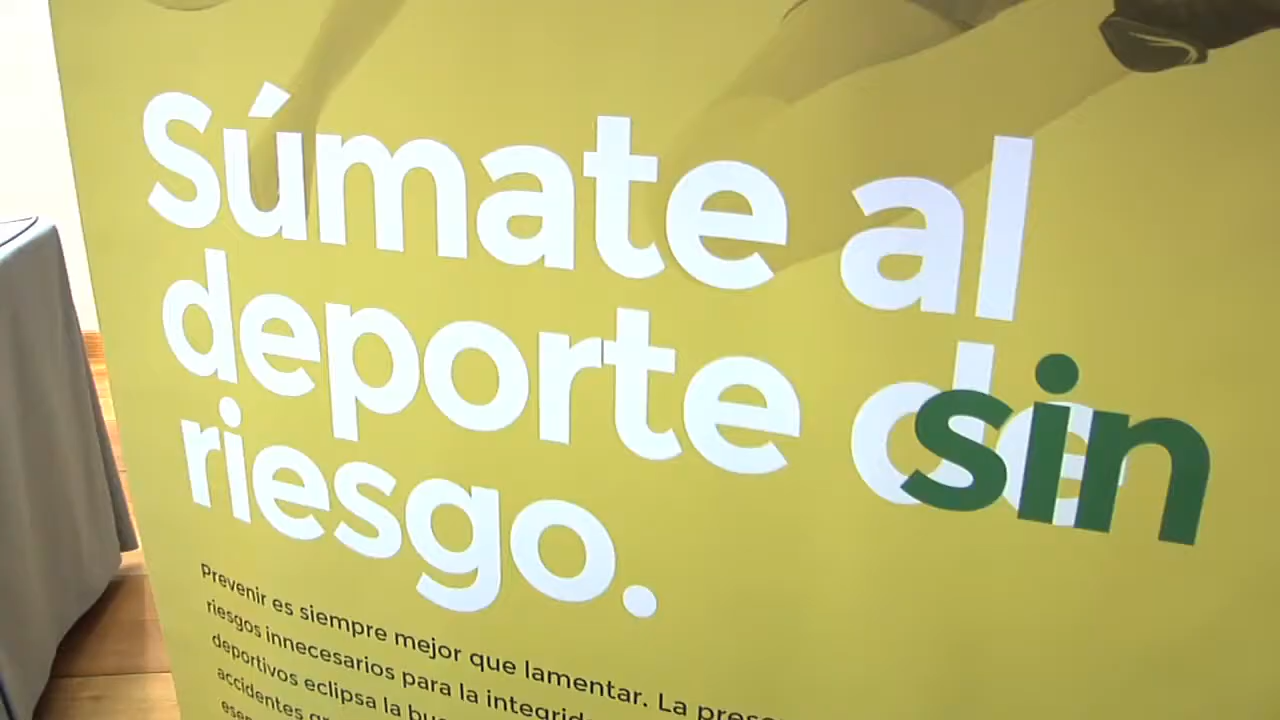 Súmate al
deporte de sin
riesgo.
Prevenir es siempre mejor que lamentar. La
riesgos innecesarios para la
deportivos eclipsa la
accidentes